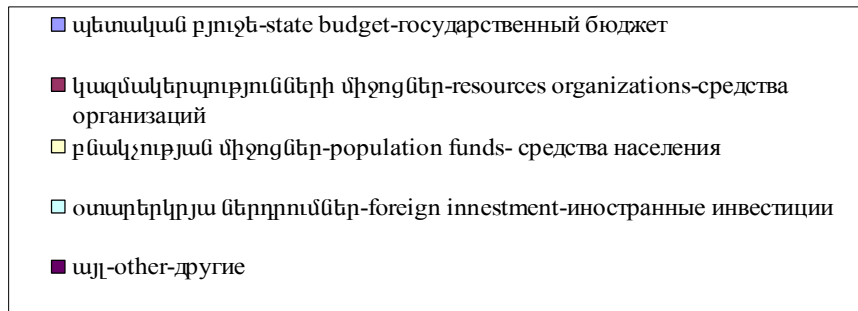 պետական բյուջե-state budget-государственный бюджет
կազմակերպությունների միջոցներ-resources organizations-средства
организаций
բնակչության միջոցներ-population funds- средства населения
օտարերկրյա ներդրումներ-foreign innestment-иностранные инвестиции
այլ-other-другие